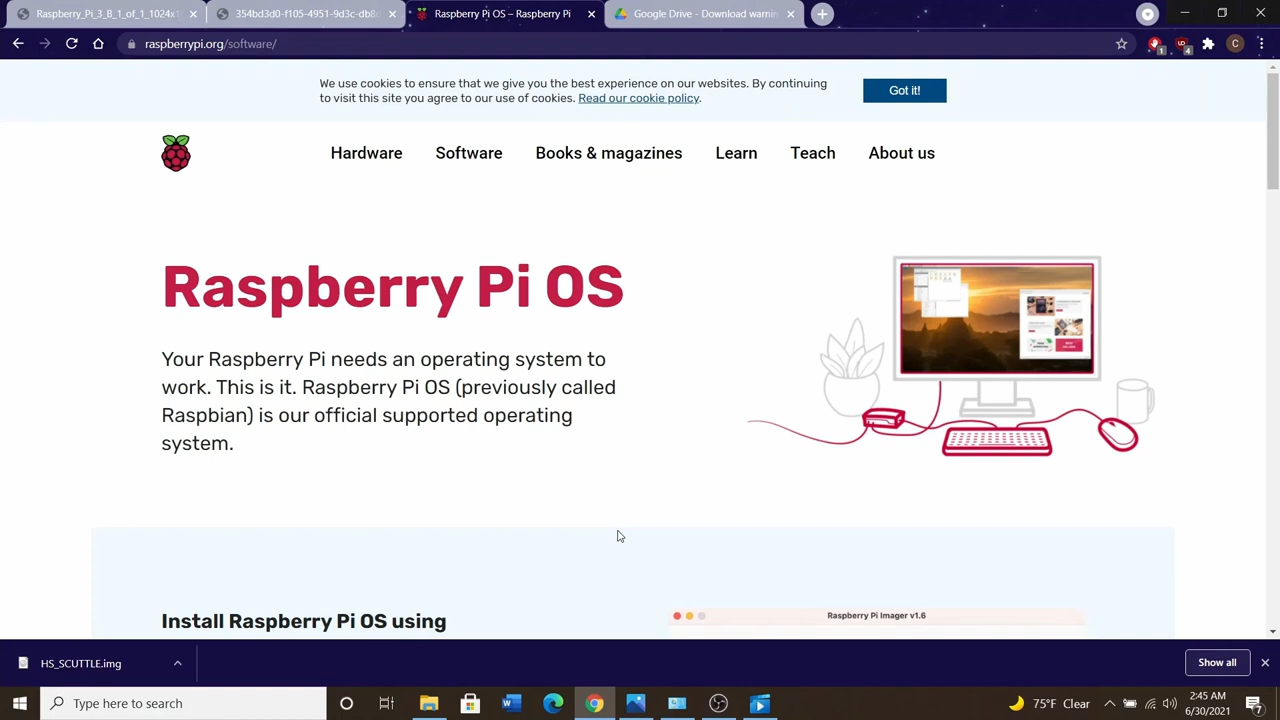 Raspberry_Pi_3_B_1_of_1_1024x1
354bd3d0-f105-4951-9d3c-db8d
Raspberry Pi OS – Raspberry Pi
Google Drive - Download warnin
raspberrypi.org/software/
1
4
C
We use cookies to ensure that we give you the best experience on our websites. By continuing
to visit this site you agree to our use of cookies. Read our cookie policy.
Got it!
Hardware
Software
Books & magazines
Learn
Teach
About us
Raspberry Pi OS
Your Raspberry Pi needs an operating system to
work. This is it. Raspberry Pi OS (previously called
Raspbian) is our official supported operating
system.
Install Raspberry Pi OS using
Raspberry Pi Imager v1.6
HS_SCUTTLE.img
Show all
Type here to search
75°F Clear
2:45 AM
6/30/2021
7